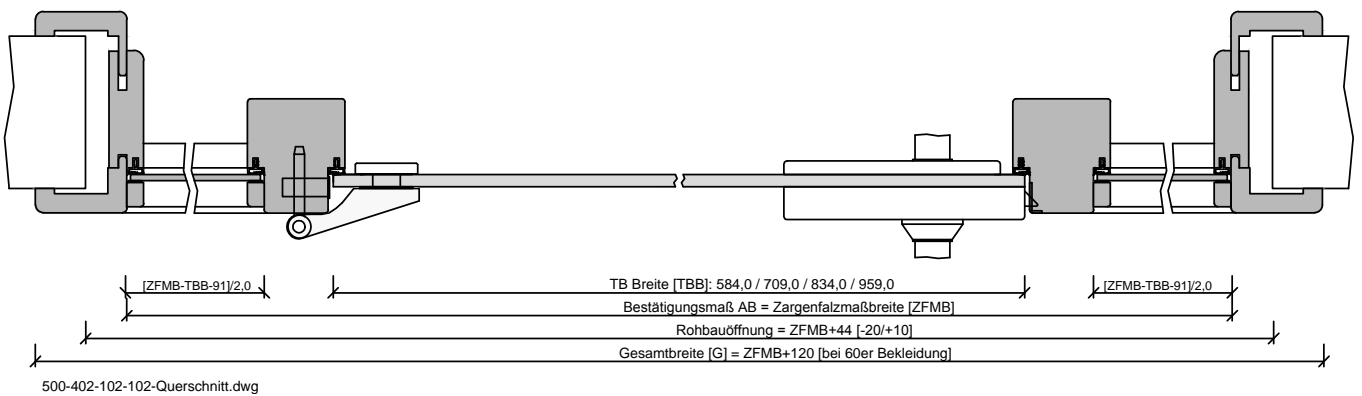 [ZFMB-TBB-91]/2,0
TB Breite [TBB]: 584,0 / 709,0 / 834,0 / 959,0
[ZFMB-TBB-91]/2,0
Bestätigungsmaß AB = Zargenfalzmaßbreite [ZFMB]
Rohbauöffnung = ZFMB+44 [-20/+10]
Gesamtbreite [G] = ZFMB+120 [bei 60er Bekleidung]
500-402-102-102-Querschnitt.dwg